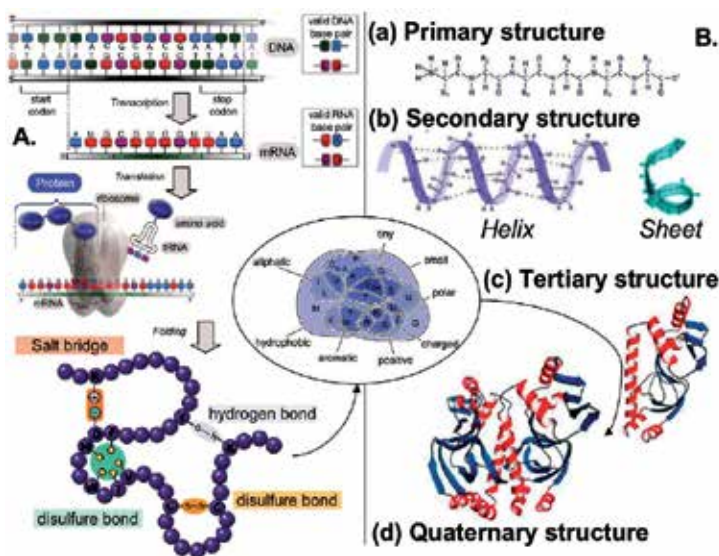 A.
valid DNA
base pair
DNA
start
codon
Transcription
stop
codon
valid RNA
base pair
mRNA
Translation
Protein
ribosome
amino acid
tRNA
mRNA
Folding
Salt bridge
hydrogen bond
disulfure bond
disulfure bond
tiny
small
aliphatic
polar
hydrophobic
charged
aromatic
positive
B.
(a) Primary structure
(b) Secondary structure
Helix
Sheet
(c) Tertiary structure
(d) Quaternary structure